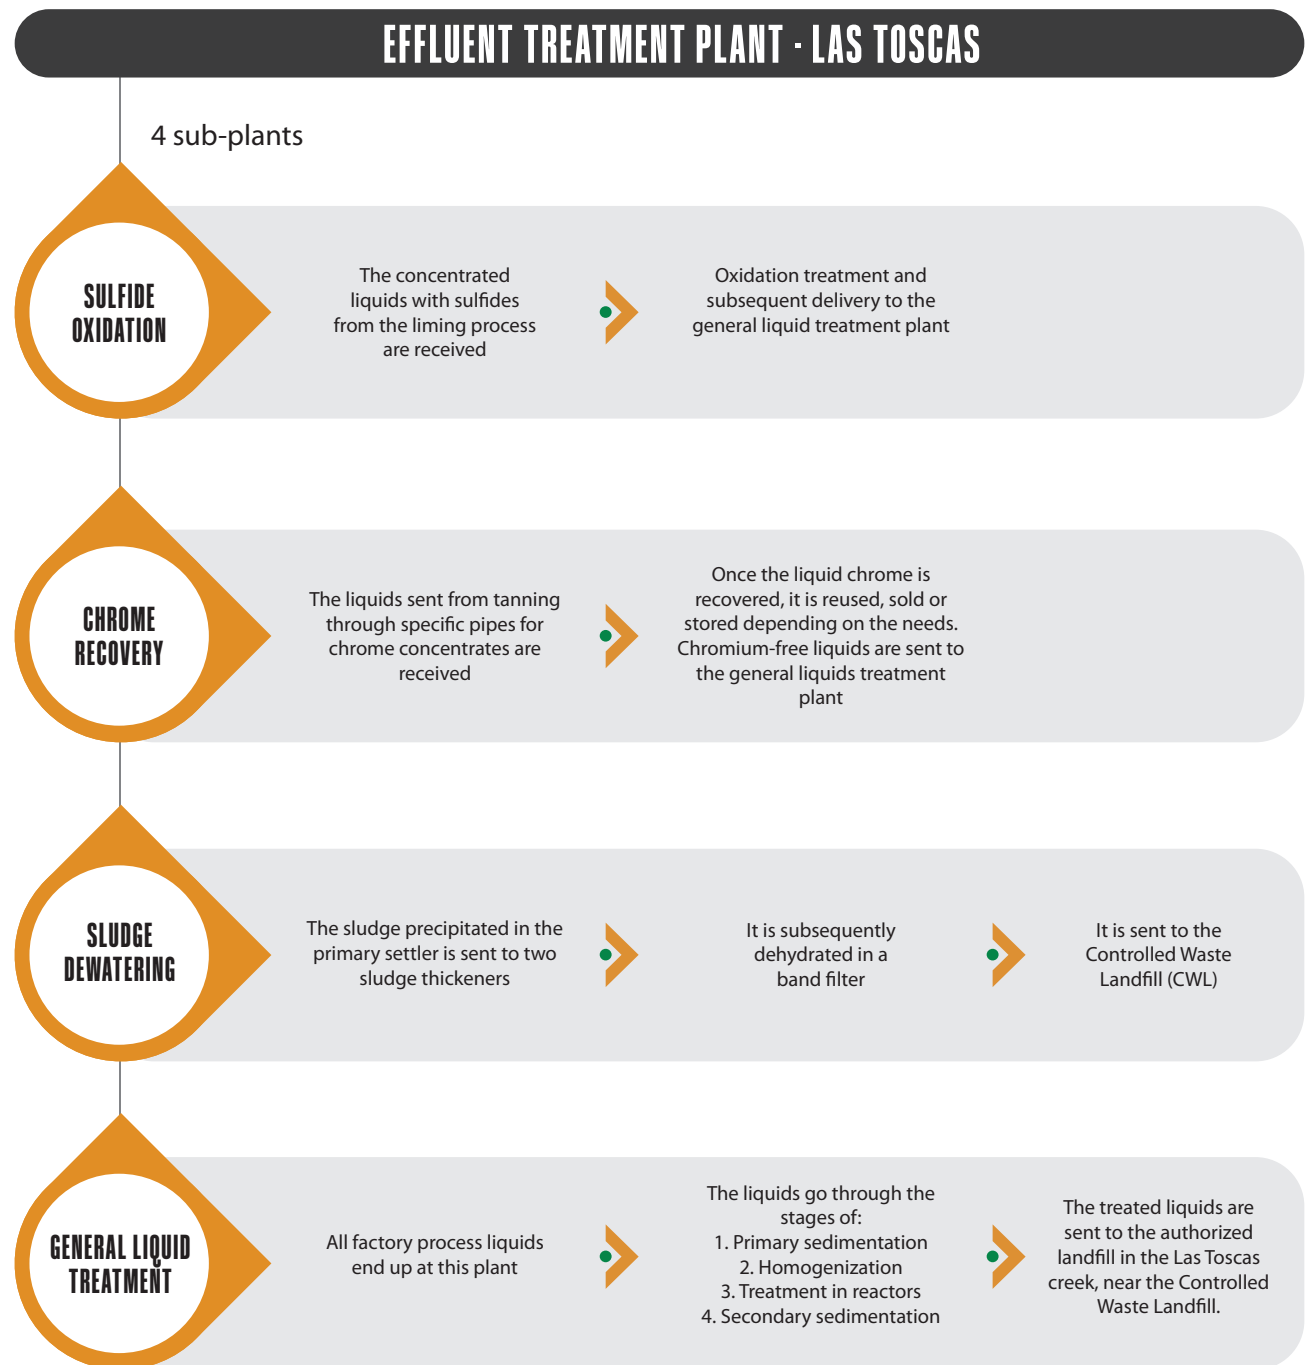 EFFLUENT TREATMENT PLANT - LAS TOSCAS
4 sub-plants
SULFIDE
OXIDATION
The concentrated
liquids with sulfides
from the liming process
are received
Oxidation treatment and
subsequent delivery to the
general liquid treatment plant
CHROME
RECOVERY
The liquids sent from tanning
through specific pipes for
chrome concentrates are
received
Once the liquid chrome is
recovered, it is reused, sold or
stored depending on the needs.
Chromium-free liquids are sent to
the general liquids treatment
plant
SLUDGE
DEWATERING
The sludge precipitated in the
primary settler is sent to two
sludge thickeners
It is subsequently
dehydrated in a
band filter
It is sent to the
Controlled Waste
Landfill (CWL)
GENERAL LIQUID
TREATMENT
All factory process liquids
end up at this plant
The liquids go through the
stages of:
1. Primary sedimentation
2. Homogenization
3. Treatment in reactors
4. Secondary sedimentation
The treated liquids are
sent to the authorized
landfill in the Las Toscas
creek, near the Controlled
Waste Landfill.